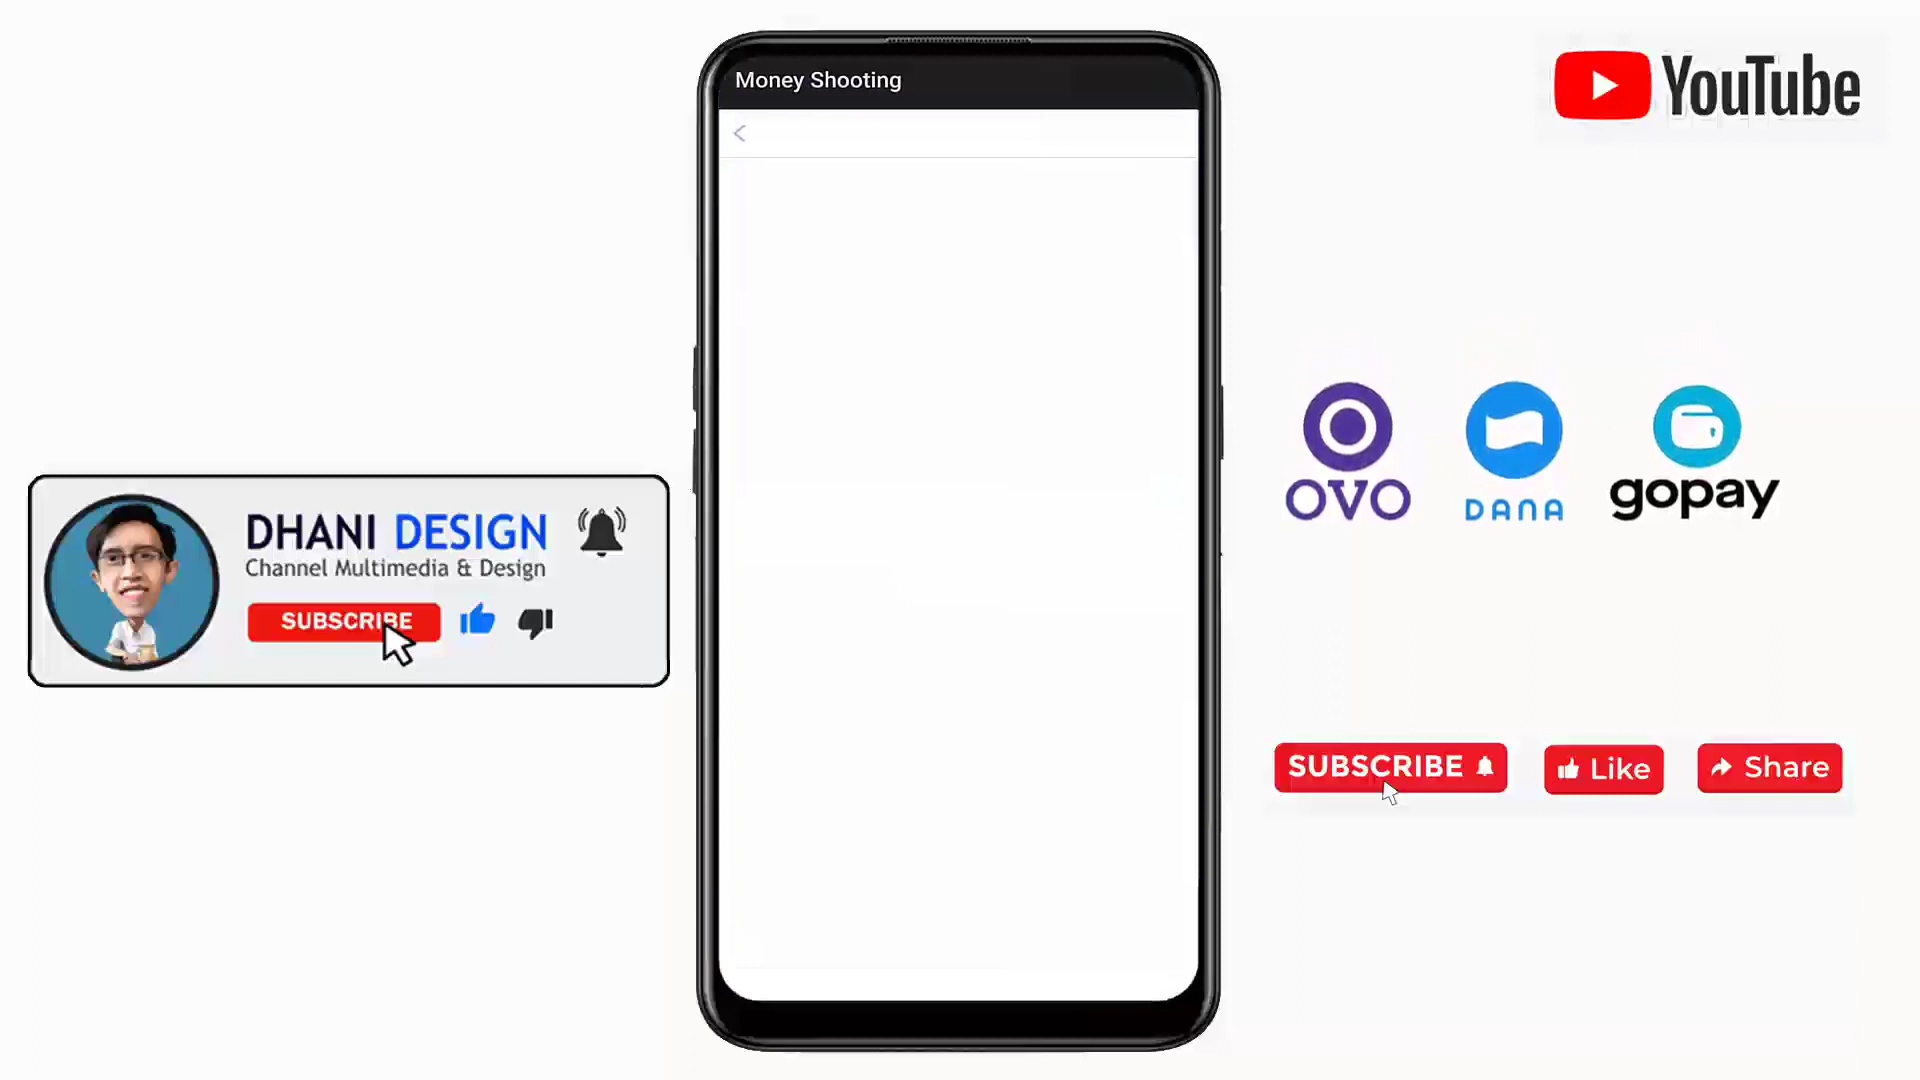 Money Shooting
YouTube
OVO
DANA
gopay
DHANI DESIGN
Channel Multimedia & Design
SUBSCRIBE
SUBSCRIBE
Like
Share